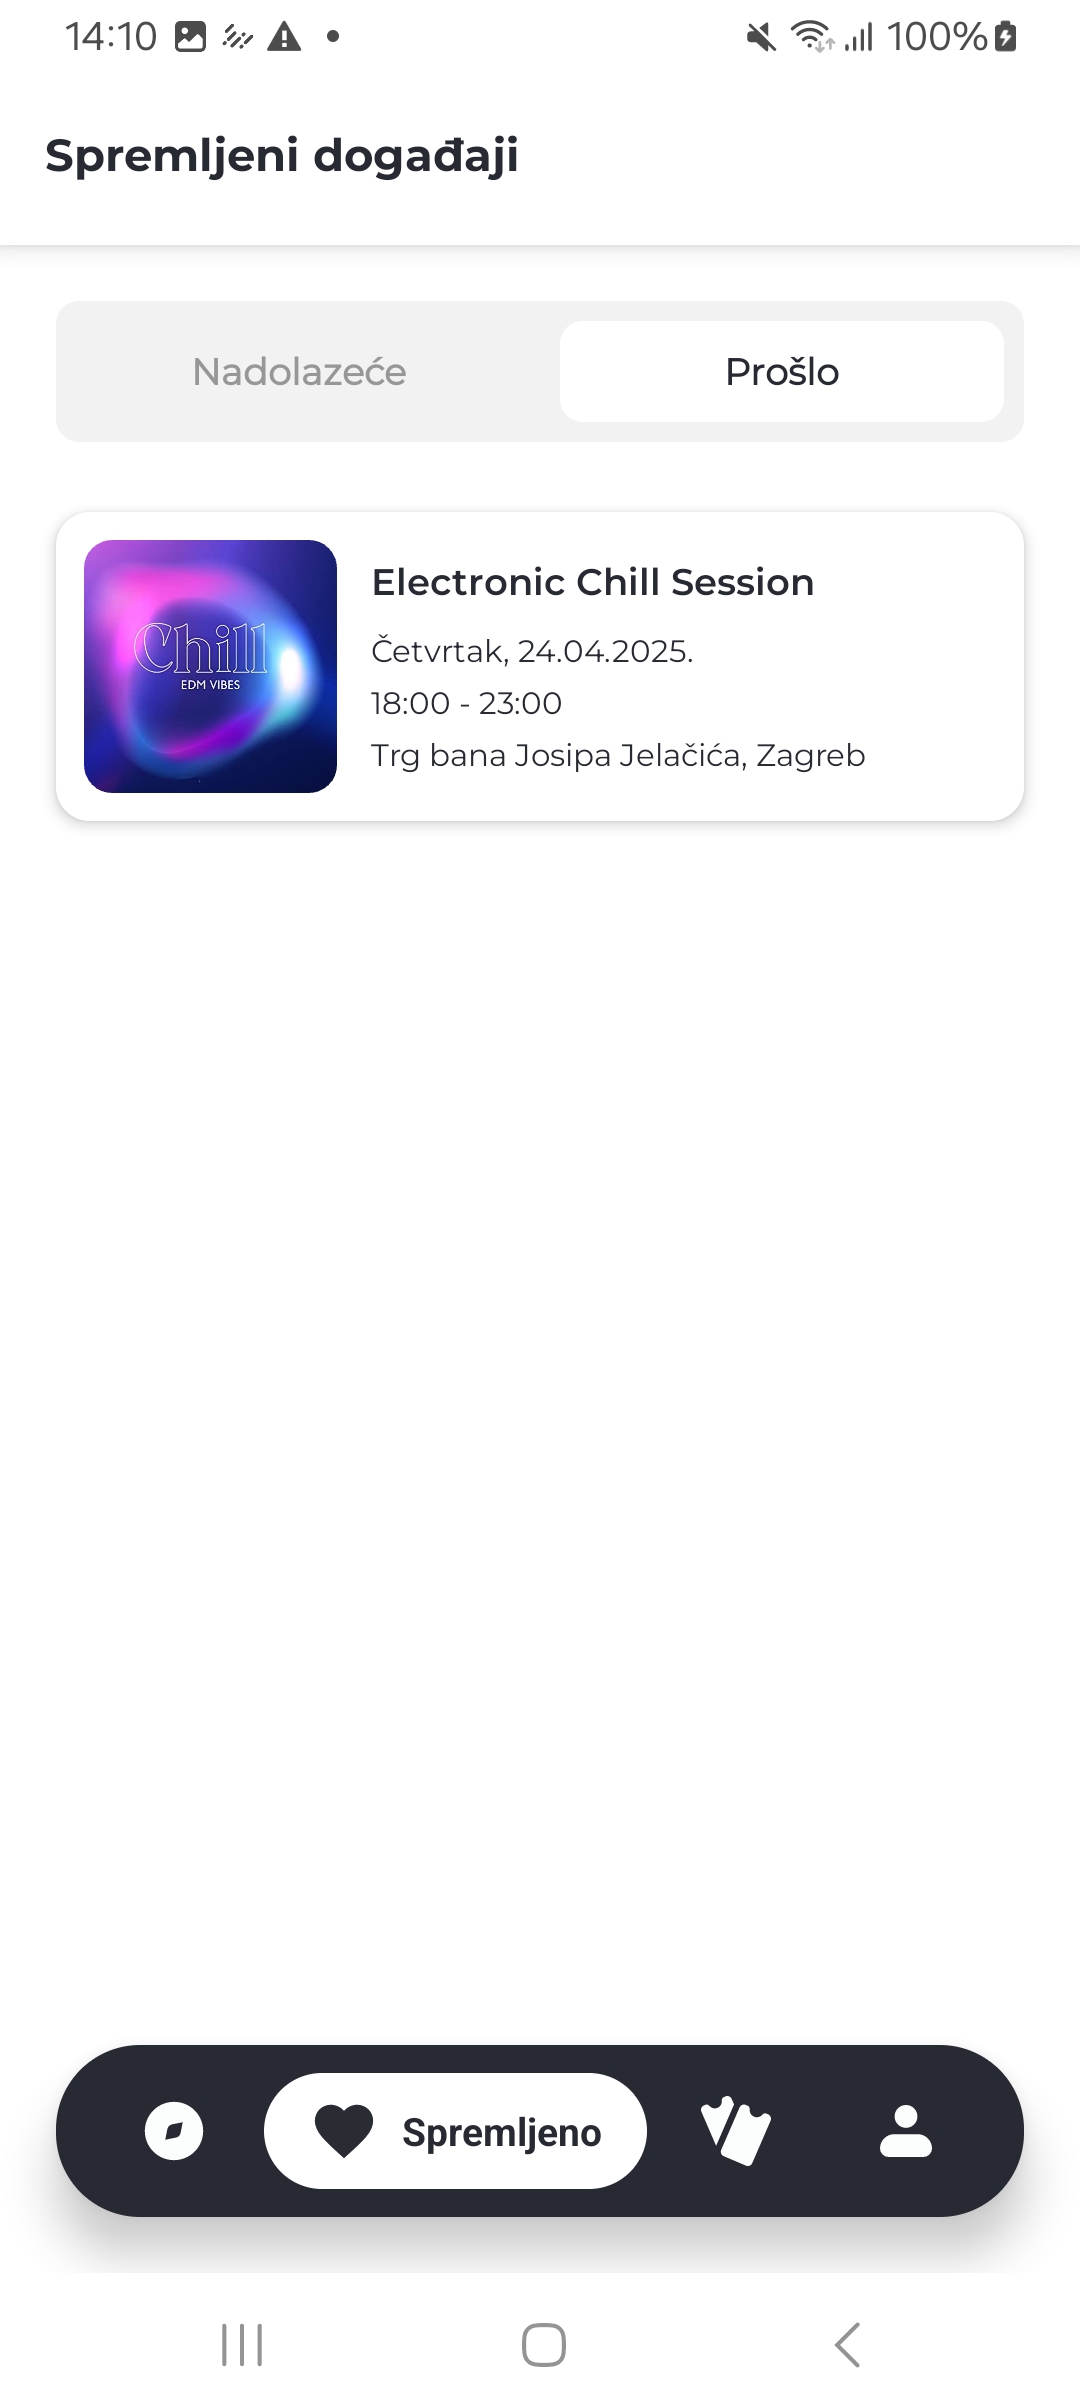 14:10
100%
Spremljeni događaji
Nadolazeće
Prošlo
Chill
EDM VIBES
Electronic Chill Session
Četvrtak, 24.04.2025.
18:00 - 23:00
Trg bana Josipa Jelačića, Zagreb
Spremljeno